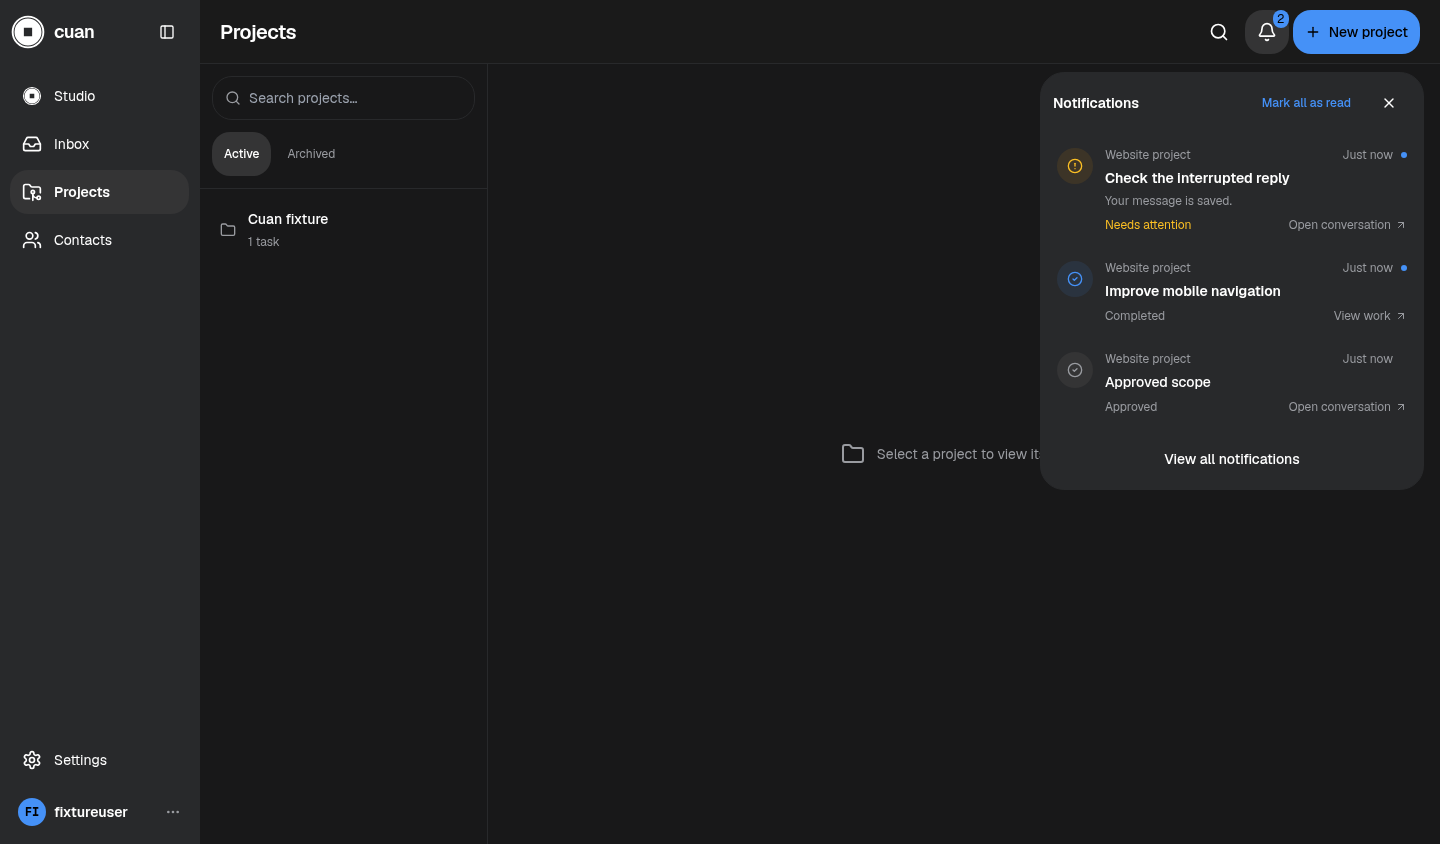 cuan
Studio
Inbox
Projects
Contacts
Settings
FI
fixtureuser
Projects
2
New project
Search projects…
Active
Archived
Cuan fixture
1 task
Select a project to view it
Notifications
Mark all as read
Website project
Just now
Check the interrupted reply
Your message is saved.
Needs attention
Open conversation
Website project
Just now
Improve mobile navigation
Completed
View work
Website project
Just now
Approved scope
Approved
Open conversation
View all notifications